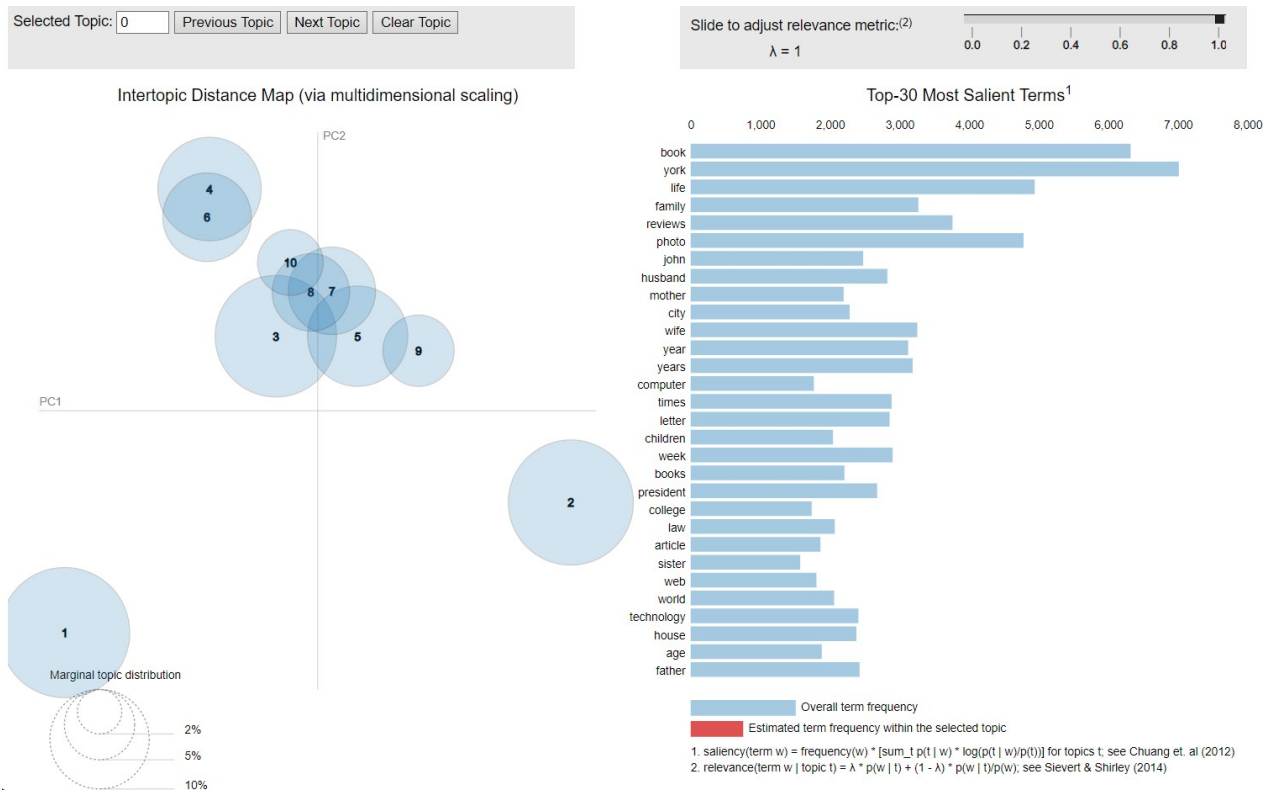 Selected Topic: 0 Previous Topic Next Topic Clear Topic
Slide to adjust relevance metric:(2)
λ = 1
0.0 0.2 0.4 0.6 0.8 1.0
Intertopic Distance Map (via multidimensional scaling)
PC2
PC1
4
6
10
8
7
3
5
9
2
1
Marginal topic distribution
2%
5%
10%
Top-30 Most Salient Terms1
0 1,000 2,000 3,000 4,000 5,000 6,000 7,000 8,000
book
york
life
family
reviews
photo
john
husband
mother
city
wife
year
years
computer
times
letter
children
week
books
president
college
law
article
sister
web
world
technology
house
age
father
Overall term frequency
Estimated term frequency within the selected topic
1. saliency(term w) = frequency(w) * [sum_t p(t | w) * log(p(t | w)/p(t))] for topics t; see Chuang et. al (2012)
2. relevance(term w | topic t) = λ * p(w | t) + (1 - λ) * p(w | t)/p(w); see Sievert & Shirley (2014)